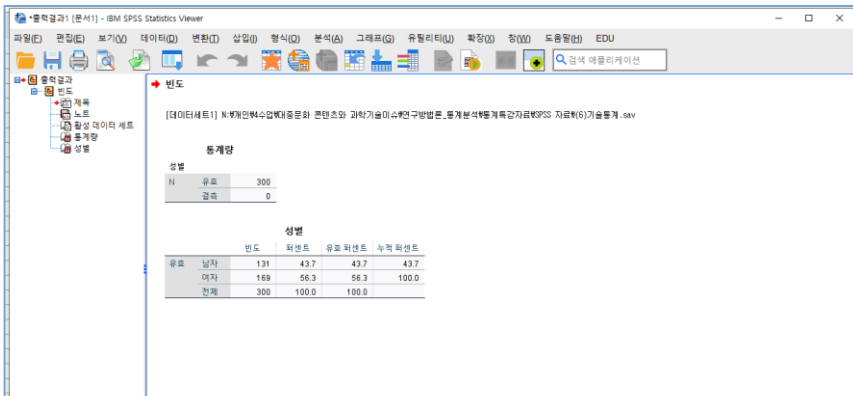 *출력결과1 [문서1] - IBM SPSS Statistics Viewer
파일(F) 편집(E) 보기(V) 데이터(D) 변환(T) 삽입(I) 형식(O) 분석(A) 그래프(G) 유틸리티(U) 확장(X) 창(W) 도움말(H) EDU
검색 애플리케이션
출력결과
빈도
제목
노트
활성 데이터 세트
통계량
성별
빈도
[데이터세트1] N:₩개인₩4수업₩대중문화 콘텐츠와 과학기술이슈₩연구방법론_통계분석₩통계특강자료₩SPSS 자료₩(6)기술통계.sav
통계량
성별
N 유효 300
결측 0
성별
빈도 퍼센트 유효 퍼센트 누적 퍼센트
유효 남자 131 43.7 43.7 43.7
여자 169 56.3 56.3 100.0
전체 300 100.0 100.0